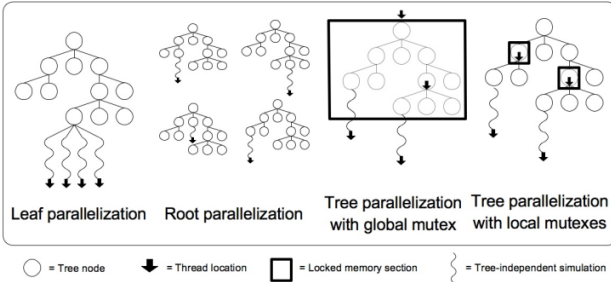 Leaf parallelization
Root parallelization
Tree parallelization
with global mutex
Tree parallelization
with local mutexes
= Tree node
= Thread location
= Locked memory section
= Tree-independent simulation